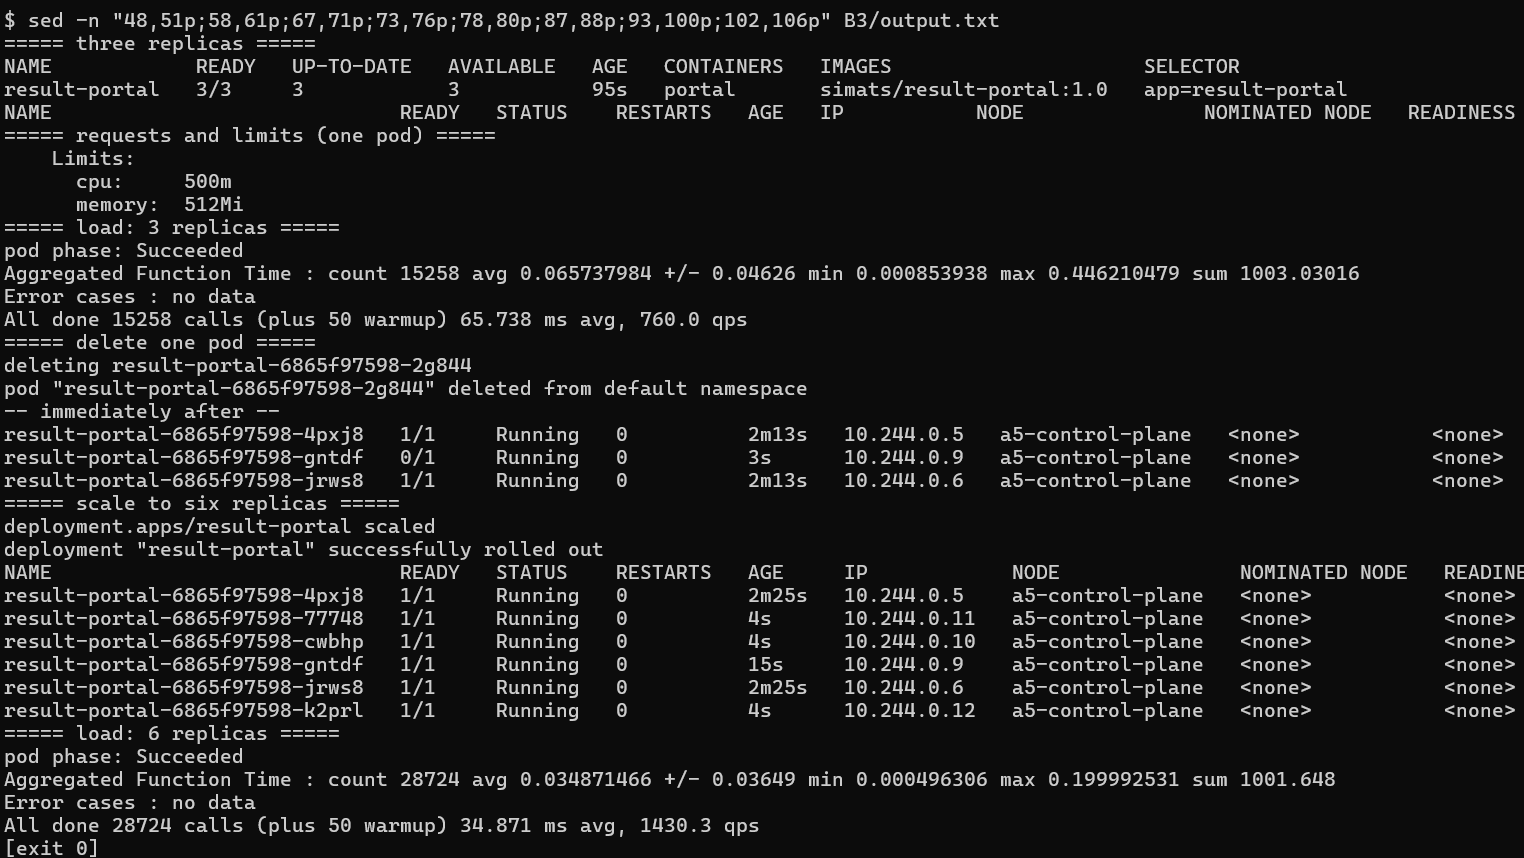 $ sed -n "48,51p;58,61p;67,71p;73,76p;78,80p;87,88p;93,100p;102,106p" B3/output.txt
===== three replicas =====
NAME            READY   UP-TO-DATE   AVAILABLE   AGE   CONTAINERS   IMAGES                     SELECTOR
result-portal   3/3     3            3           95s   portal       simats/result-portal:1.0   app=result-portal
NAME                             READY   STATUS    RESTARTS   AGE   IP           NODE               NOMINATED NODE   READINESS
===== requests and limits (one pod) =====
    Limits:
      cpu:     500m
      memory:  512Mi
===== load: 3 replicas =====
pod phase: Succeeded
Aggregated Function Time : count 15258 avg 0.065737984 +/- 0.04626 min 0.000853938 max 0.446210479 sum 1003.03016
Error cases : no data
All done 15258 calls (plus 50 warmup) 65.738 ms avg, 760.0 qps
===== delete one pod =====
deleting result-portal-6865f97598-2g844
pod "result-portal-6865f97598-2g844" deleted from default namespace
-- immediately after --
result-portal-6865f97598-4pxj8   1/1     Running   0          2m13s   10.244.0.5   a5-control-plane   <none>           <none>
result-portal-6865f97598-gntdf   0/1     Running   0          3s      10.244.0.9   a5-control-plane   <none>           <none>
result-portal-6865f97598-jrws8   1/1     Running   0          2m13s   10.244.0.6   a5-control-plane   <none>           <none>
===== scale to six replicas =====
deployment.apps/result-portal scaled
deployment "result-portal" successfully rolled out
NAME                             READY   STATUS    RESTARTS   AGE     IP            NODE               NOMINATED NODE   READINE
result-portal-6865f97598-4pxj8   1/1     Running   0          2m25s   10.244.0.5    a5-control-plane   <none>           <none>
result-portal-6865f97598-77748   1/1     Running   0          4s      10.244.0.11   a5-control-plane   <none>           <none>
result-portal-6865f97598-cwbhp   1/1     Running   0          4s      10.244.0.10   a5-control-plane   <none>           <none>
result-portal-6865f97598-gntdf   1/1     Running   0          15s     10.244.0.9    a5-control-plane   <none>           <none>
result-portal-6865f97598-jrws8   1/1     Running   0          2m25s   10.244.0.6    a5-control-plane   <none>           <none>
result-portal-6865f97598-k2prl   1/1     Running   0          4s      10.244.0.12   a5-control-plane   <none>           <none>
===== load: 6 replicas =====
pod phase: Succeeded
Aggregated Function Time : count 28724 avg 0.034871466 +/- 0.03649 min 0.000496306 max 0.199992531 sum 1001.648
Error cases : no data
All done 28724 calls (plus 50 warmup) 34.871 ms avg, 1430.3 qps
[exit 0]